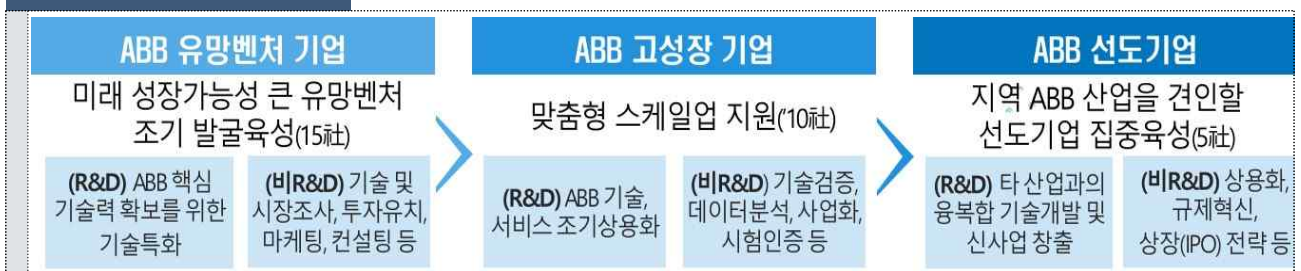 ABB 유망벤처 기업
미래 성장가능성 큰 유망벤처
조기 발굴육성(15社)
(R&D) ABB 핵심
기술력 확보를 위한
기술특화
(비R&D) 기술 및
시장조사, 투자유치,
마케팅, 컨설팅 등
ABB 고성장 기업
맞춤형 스케일업 지원('10社)
(R&D) ABB 기술,
서비스 조기상용화
(비R&D) 기술검증,
데이터분석, 사업화,
시험인증 등
ABB 선도기업
지역 ABB 산업을 견인할
선도기업 집중육성(5社)
(R&D) 타 산업과의
융복합 기술개발 및
신사업 창출
(비R&D) 상용화,
규제혁신,
상장(IPO) 전략 등